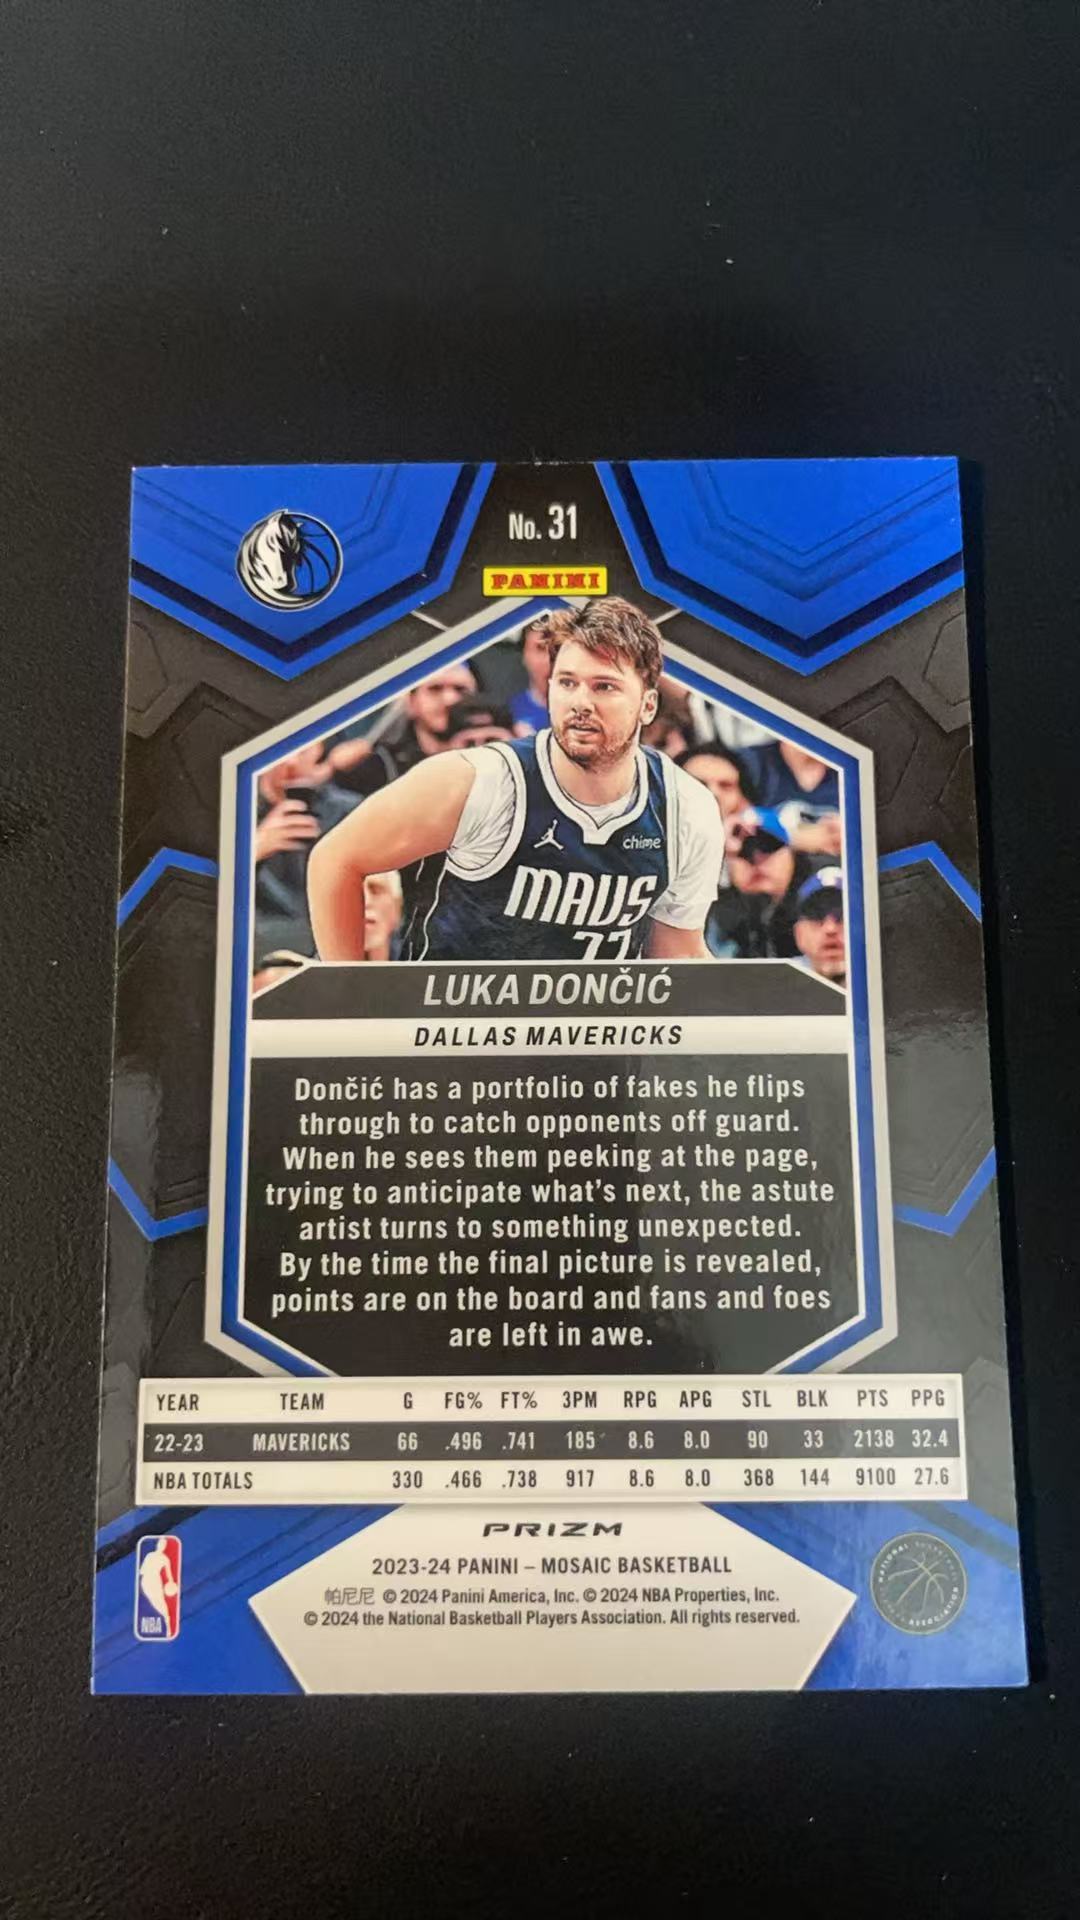 No. 31
PANINI
chime
MAVS
77
LUKA DONČIĆ
DALLAS MAVERICKS
Dončić has a portfolio of fakes he flips
through to catch opponents off guard.
When he sees them peeking at the page,
trying to anticipate what's next, the astute
artist turns to something unexpected.
By the time the final picture is revealed,
points are on the board and fans and foes
are left in awe.
YEAR TEAM G FG% FT% 3PM RPG APG STL BLK PTS PPG
22-23 MAVERICKS 66 .496 .741 185 8.6 8.0 90 33 2138 32.4
NBA TOTALS 330 .466 .738 917 8.6 8.0 368 144 9100 27.6
PRIZM
2023-24 PANINI – MOSAIC BASKETBALL
帕尼尼 © 2024 Panini America, Inc. © 2024 NBA Properties, Inc.
© 2024 the National Basketball Players Association. All rights reserved.
NBA
NATIONAL BASKETBALL
PLAYERS ASSOCIATION